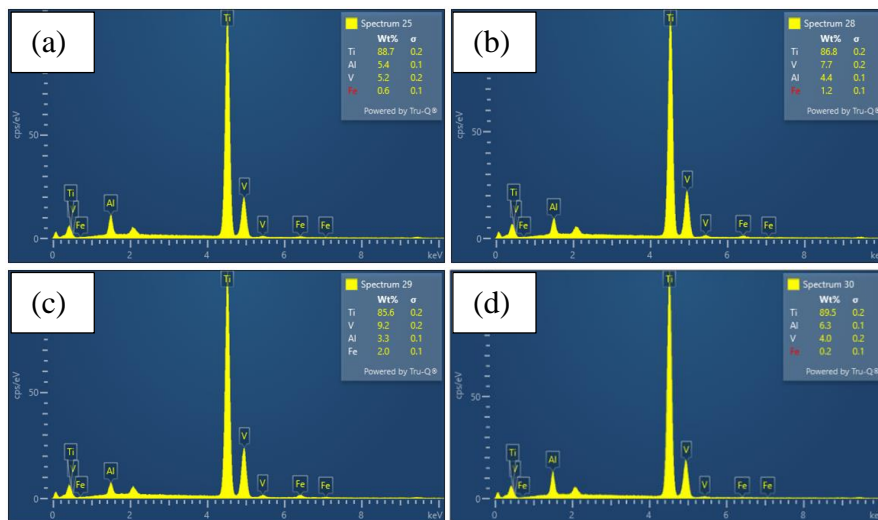 (a)
Spectrum 25
Wt% σ
Ti 88.7 0.2
Al 5.4 0.1
V 5.2 0.2
Fe 0.6 0.1
Powered by Tru-Q®
cps/eV
50
0
Ti
V
Fe
Al
Ti
V
V
Fe
Fe
0 2 4 6 8 keV
(b)
Spectrum 28
Wt% σ
Ti 86.8 0.2
V 7.7 0.2
Al 4.4 0.1
Fe 1.2 0.1
Powered by Tru-Q®
cps/eV
50
0
Ti
V
Fe
Al
Ti
V
V
Fe
Fe
0 2 4 6 8 keV
(c)
Spectrum 29
Wt% σ
Ti 85.6 0.2
V 9.2 0.2
Al 3.3 0.1
Fe 2.0 0.1
Powered by Tru-Q®
cps/eV
50
0
Ti
V
Fe
Al
Ti
V
V
Fe
Fe
0 2 4 6 8 keV
(d)
Spectrum 30
Wt% σ
Ti 89.5 0.2
Al 6.3 0.1
V 4.0 0.2
Fe 0.2 0.1
Powered by Tru-Q®
cps/eV
50
0
Ti
V
Fe
Al
Ti
V
V
Fe
Fe
0 2 4 6 8 keV